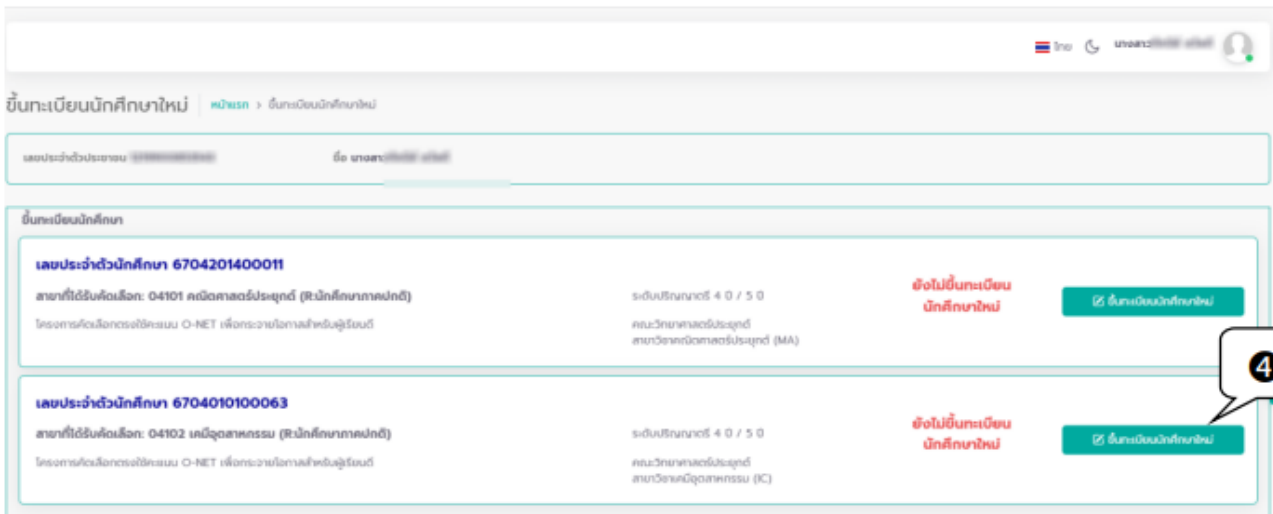 ไทย นางสาว
ขึ้นทะเบียนนักศึกษาใหม่ หน้าแรก > ขึ้นทะเบียนนักศึกษาใหม่
เลขประจำตัวประชาชน ชื่อ นางสาว
ขึ้นทะเบียนนักศึกษา
เลขประจำตัวนักศึกษา 6704201400011
สาขาที่ได้รับคัดเลือก: 04101 คณิตศาสตร์ประยุกต์ (R:นักศึกษาภาคปกติ)
โครงการคัดเลือกตรงใช้คะแนน O-NET เพื่อกระจายโอกาสสำหรับผู้เรียนดี
ระดับปริญญาตรี 4 ปี / 5 ปี
คณะวิทยาศาสตร์ประยุกต์
สาขาวิชาคณิตศาสตร์ประยุกต์ (MA)
ยังไม่ขึ้นทะเบียน
นักศึกษาใหม่
ขึ้นทะเบียนนักศึกษาใหม่
4
เลขประจำตัวนักศึกษา 6704010100063
สาขาที่ได้รับคัดเลือก: 04102 เคมีอุตสาหกรรม (R:นักศึกษาภาคปกติ)
โครงการคัดเลือกตรงใช้คะแนน O-NET เพื่อกระจายโอกาสสำหรับผู้เรียนดี
ระดับปริญญาตรี 4 ปี / 5 ปี
คณะวิทยาศาสตร์ประยุกต์
สาขาวิชาเคมีอุตสาหกรรม (IC)
ยังไม่ขึ้นทะเบียน
นักศึกษาใหม่
ขึ้นทะเบียนนักศึกษาใหม่